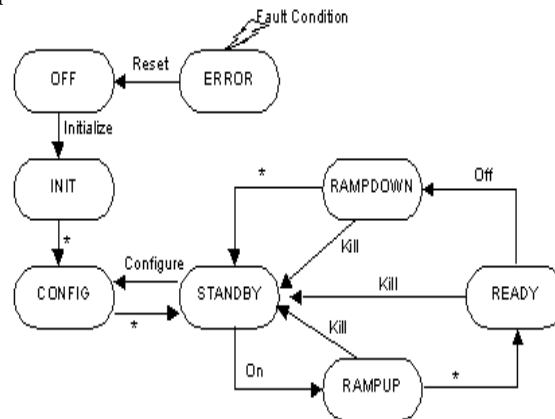 Fault Condition
OFF
Reset
ERROR
Initialize
INIT
*
RAMPDOWN
Off
*
Kill
Configure
CONFIG
STANDBY
Kill
READY
*
Kill
On
RAMPUP
*